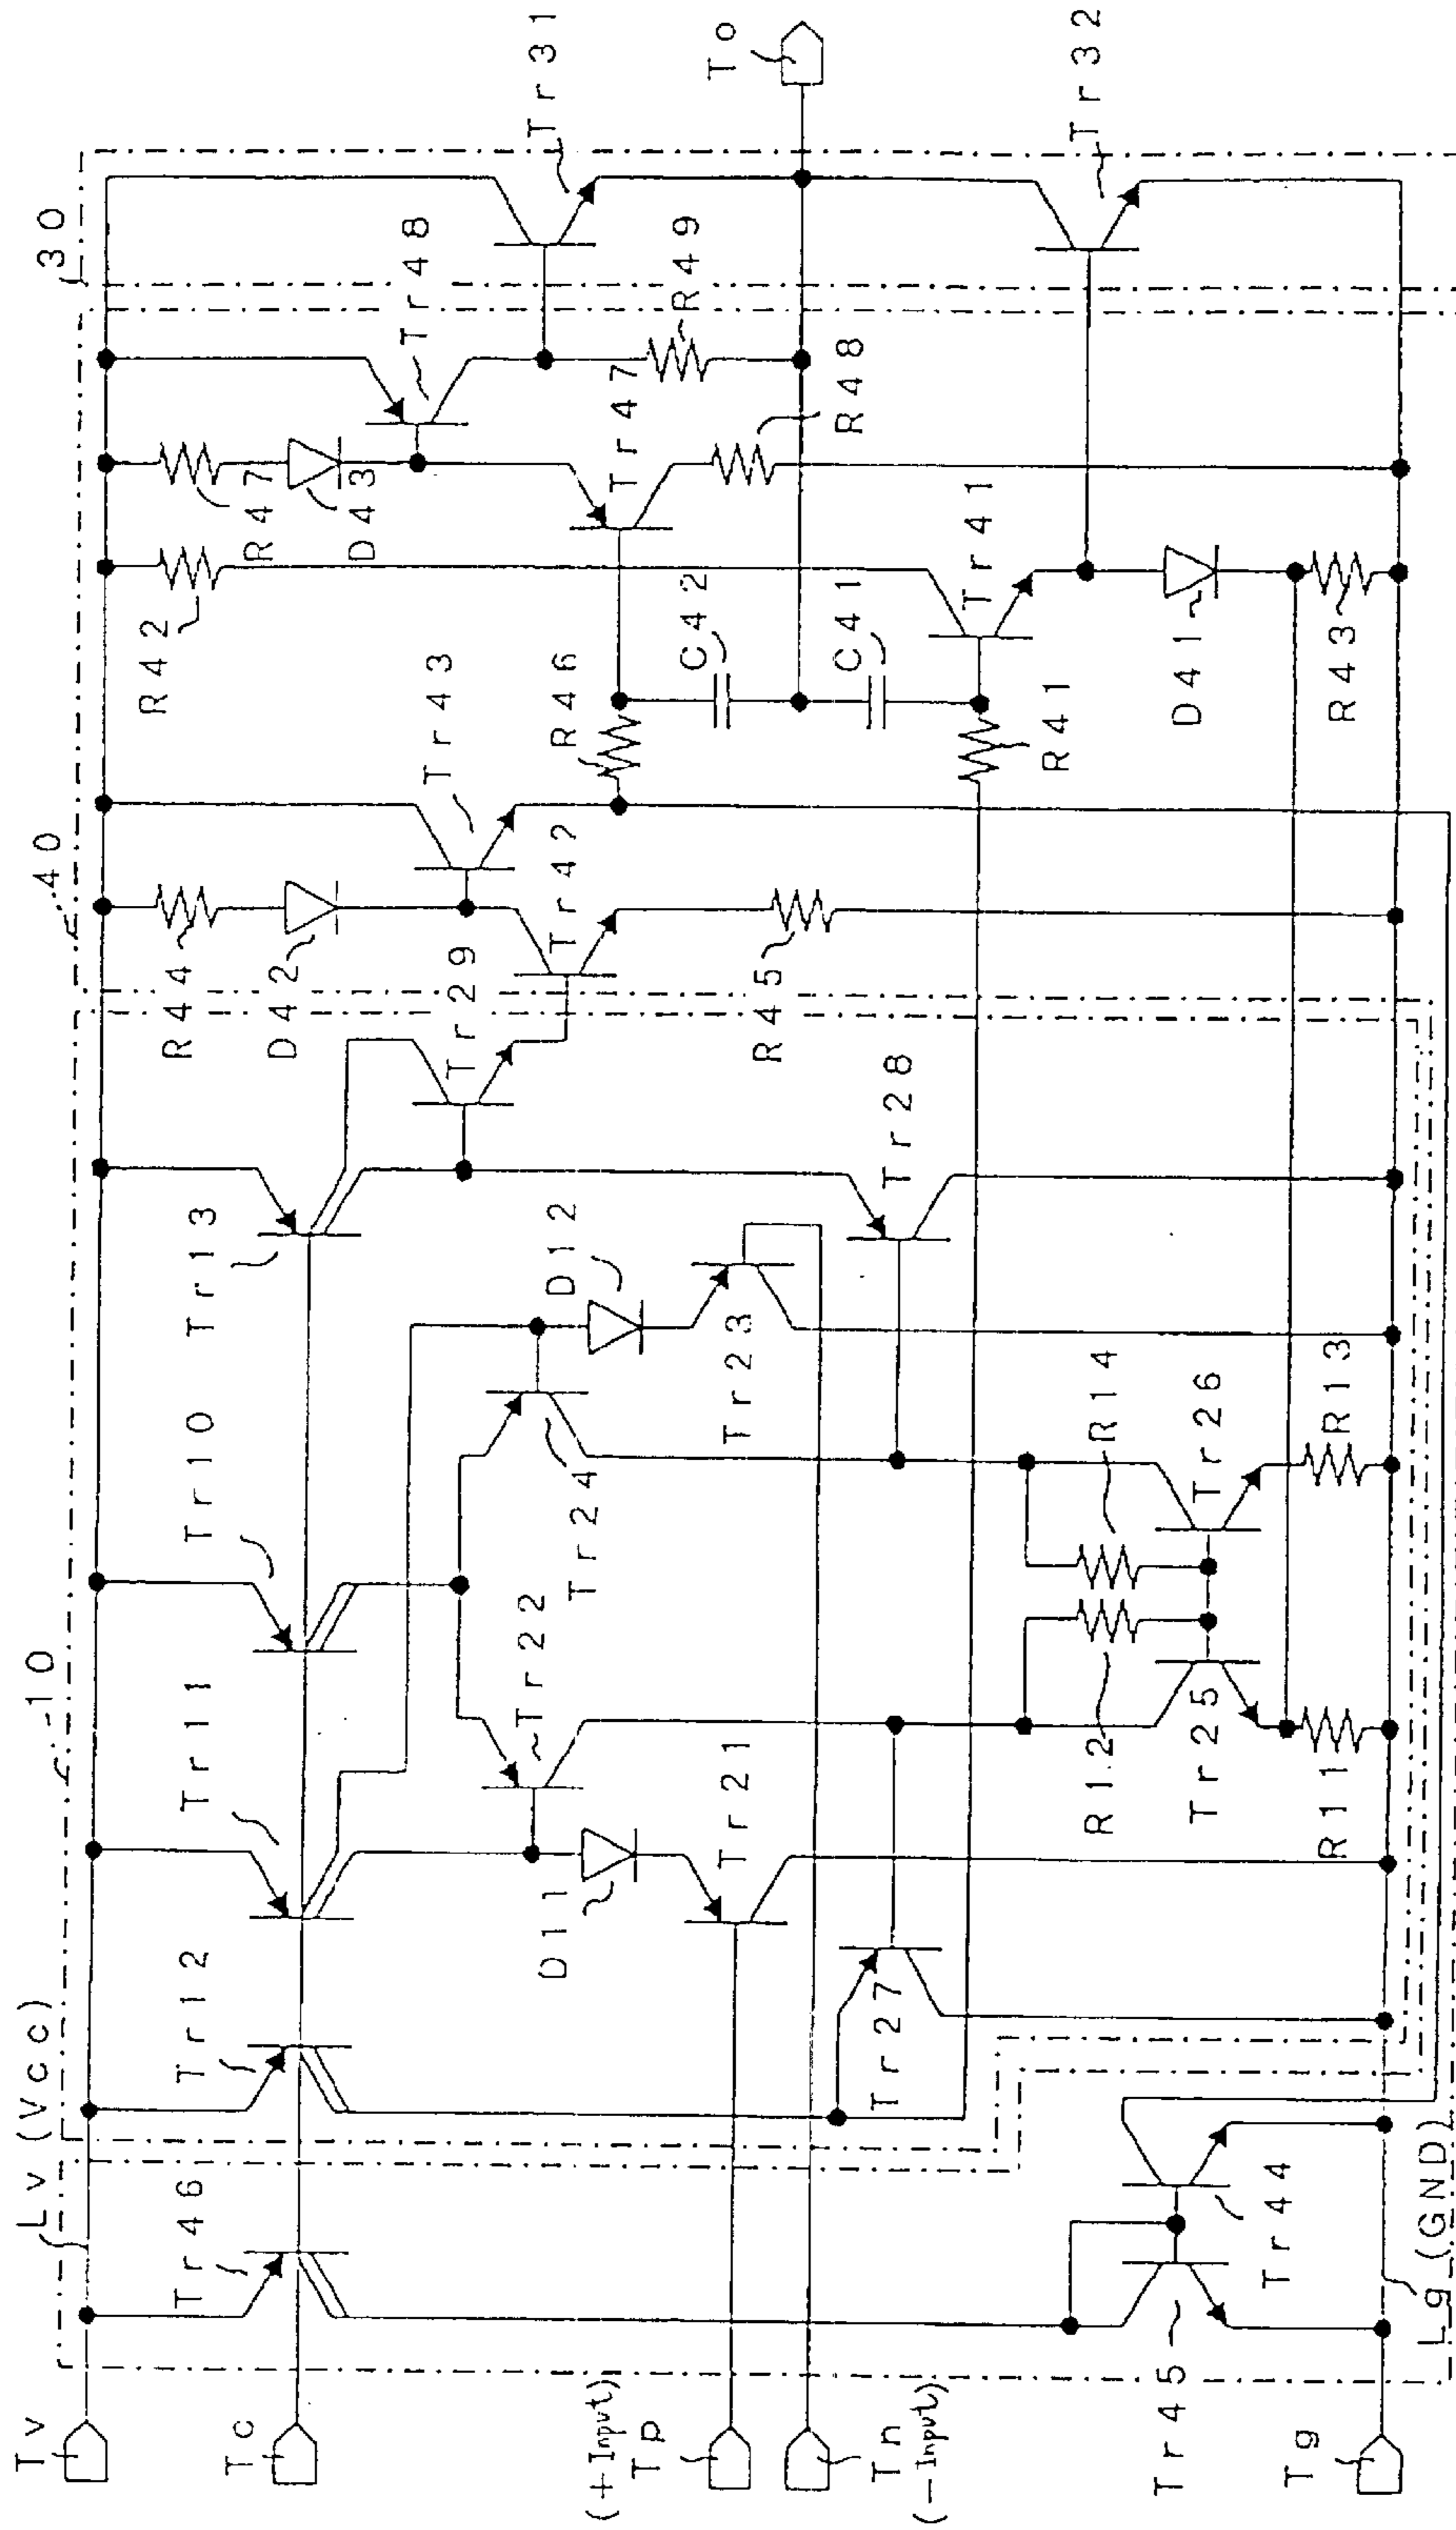 Tv
Lv (Vcc)
10
40
30
Tr46
Tr12
Tr11
Tr10
Tr13
R44
D42
Tr43
R42
R47
D43
Tr48
Tr31
Tc
D11
Tr22
Tr24
D12
Tr29
Tr42
R46
C42
Tr47
R49
To
(+Input)
Tp
Tr21
Tr23
Tr28
R45
C41
R48
Tn
(-Input)
Tr27
R12
R14
R41
Tr41
Tr32
Tr45
Tr44
Tr25
Tr26
D41
Tg
Lg (GND)
R11
R13
R43